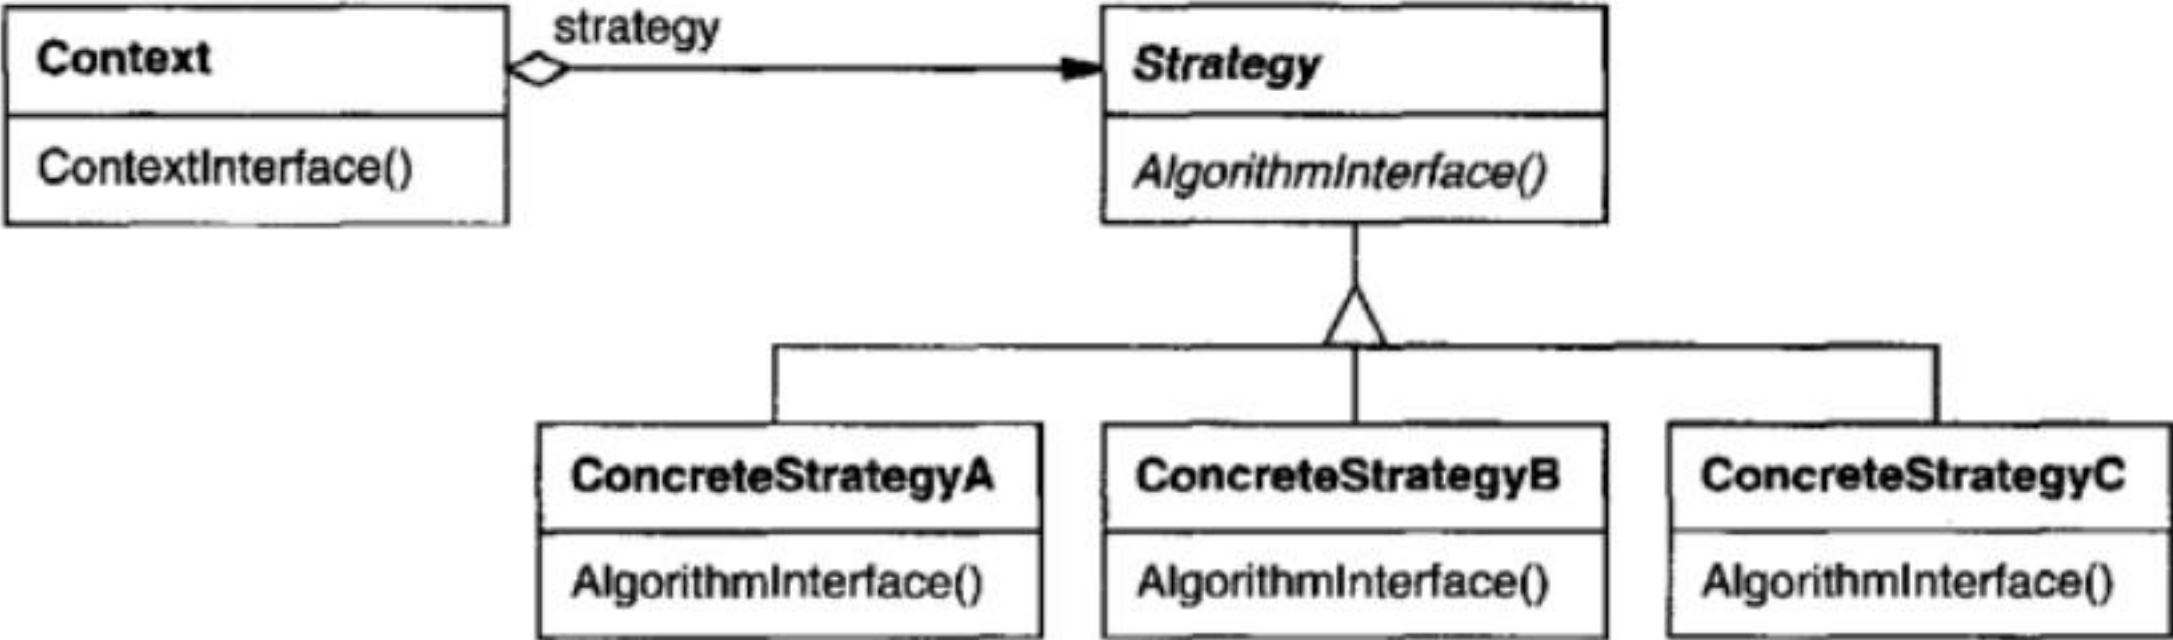 strategy
Context
ContextInterface()
Strategy
AlgorithmInterface()
ConcreteStrategyA
AlgorithmInterface()
ConcreteStrategyB
AlgorithmInterface()
ConcreteStrategyC
AlgorithmInterface()